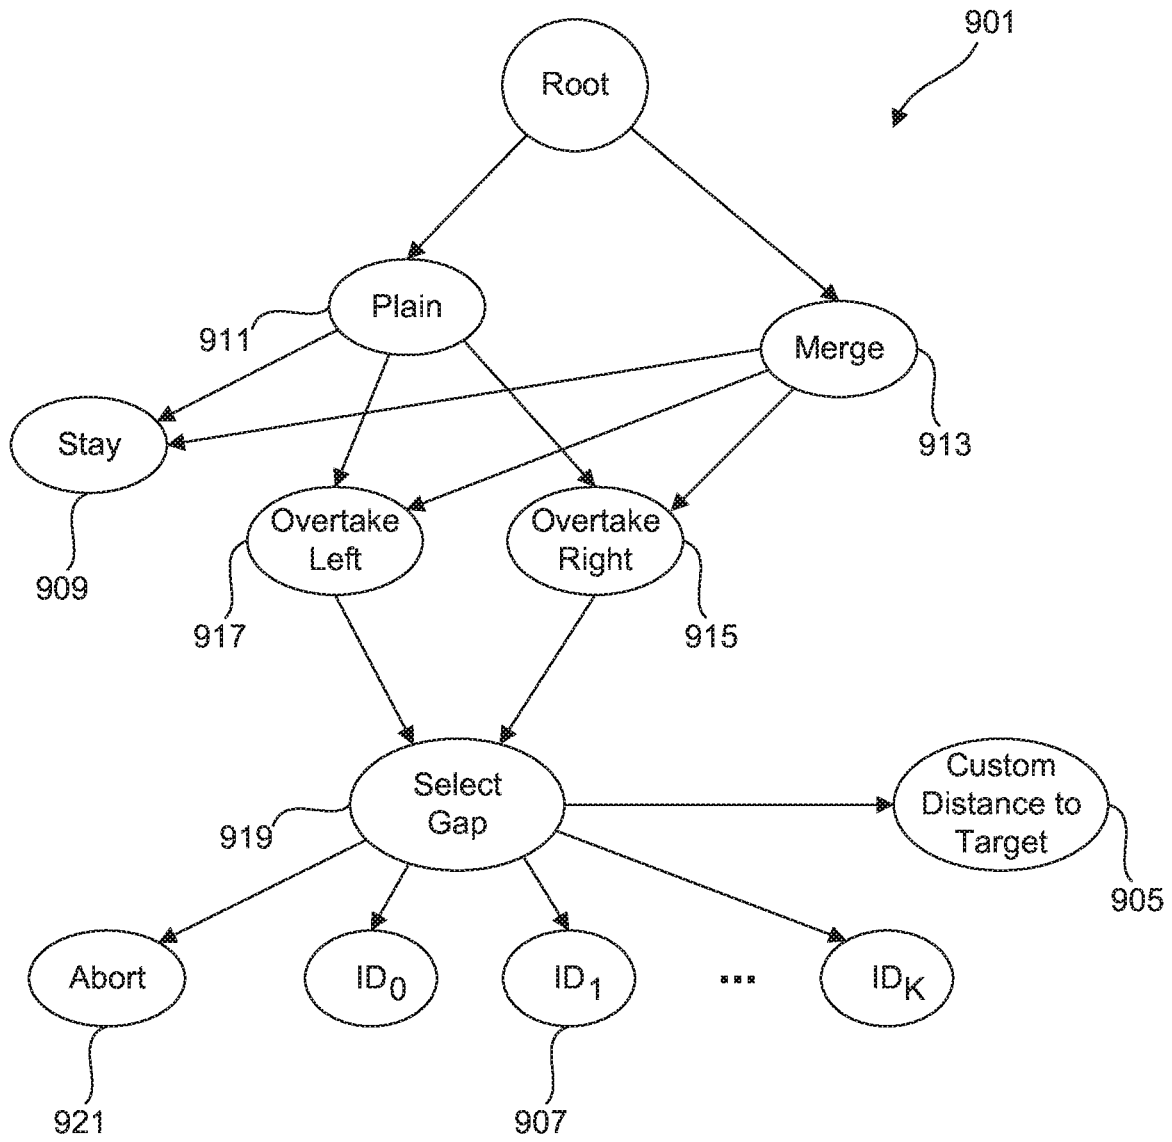 901
Root
Plain
911
Merge
913
Stay
909
Overtake
Left
917
Overtake
Right
915
Select
Gap
919
Custom
Distance to
Target
905
Abort
921
ID0
ID1
907
...
IDK